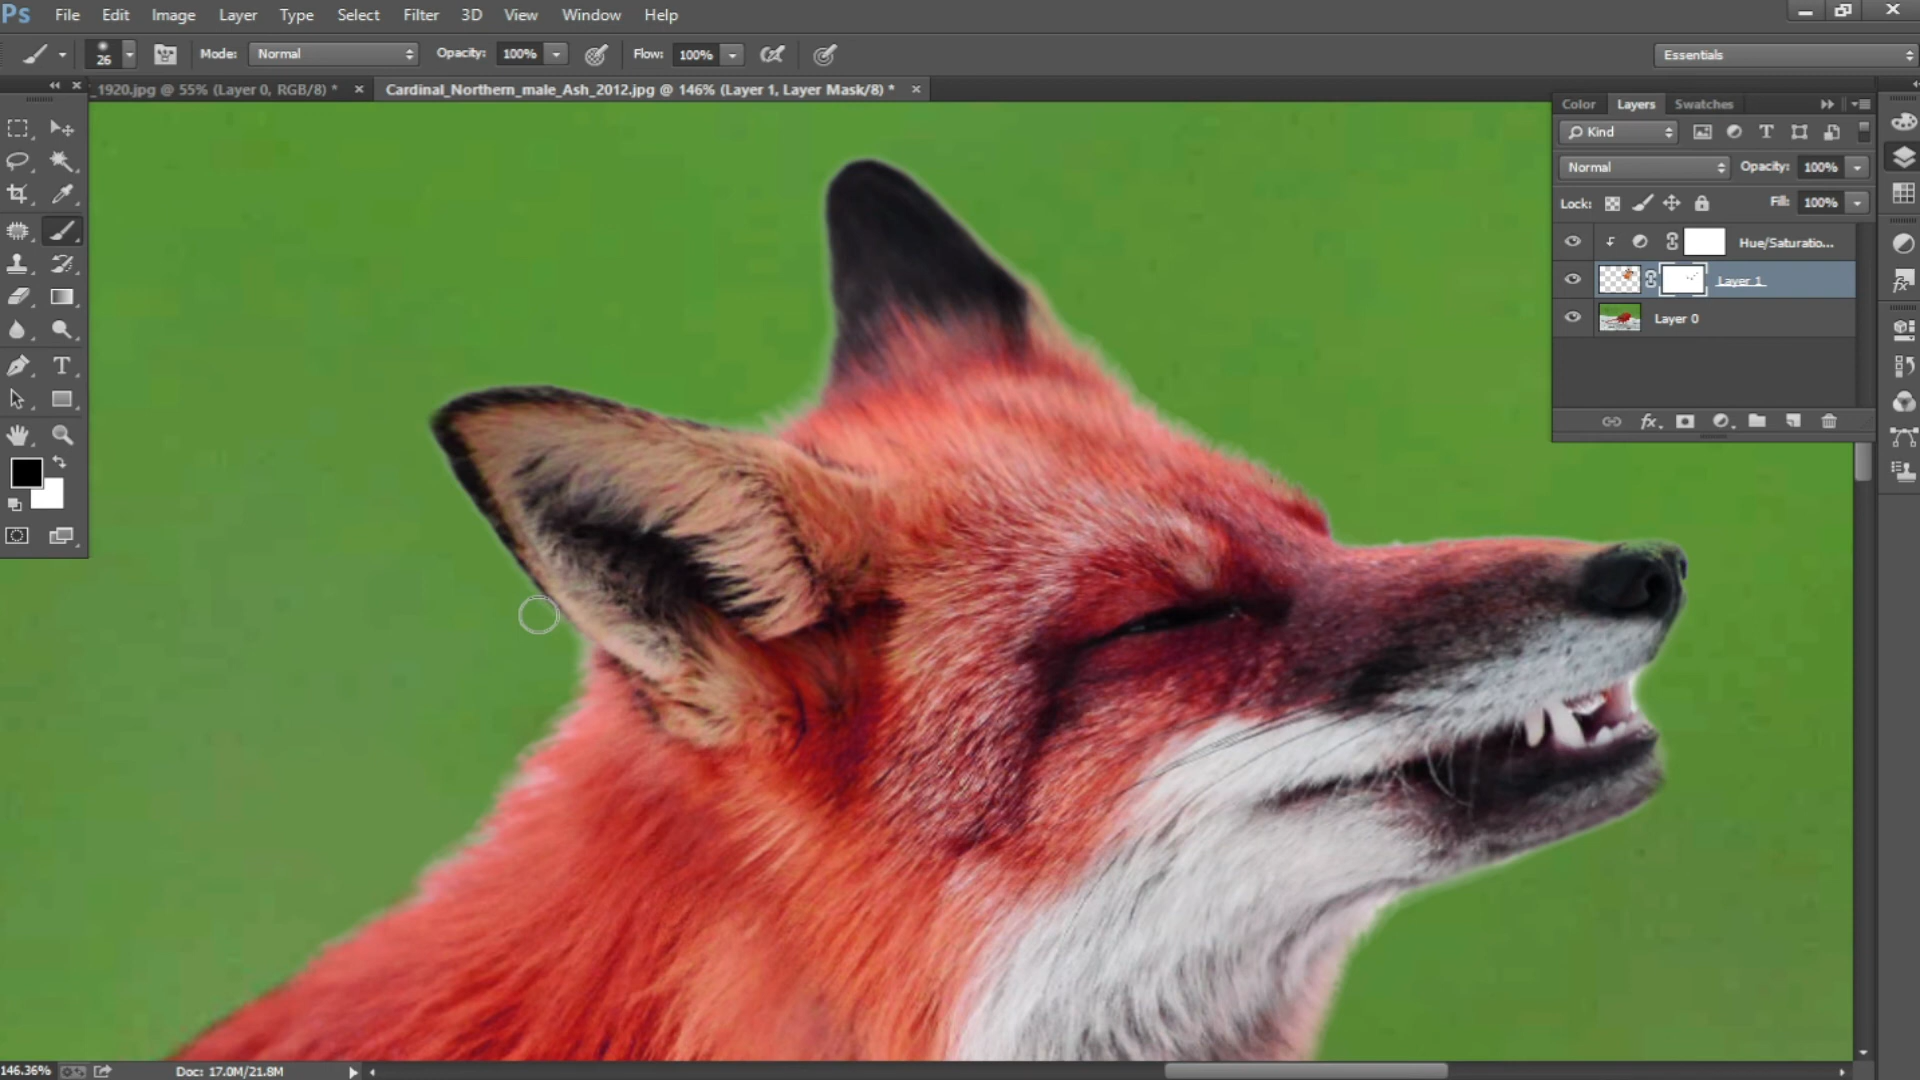 Ps File Edit Image Layer Type Select Filter 3D View Window Help
26 Mode: Normal Opacity: 100% Flow: 100% Essentials
_1920.jpg @ 55% (Layer 0, RGB/8) * × Cardinal_Northern_male_Ash_2012.jpg @ 146% (Layer 1, Layer Mask/8) * ×
Color Layers Swatches
Kind T
Normal Opacity: 100%
Lock: Fill: 100%
Hue/Saturatio...
Layer 1
Layer 0
T
fx
146.36% Doc: 17.0M/21.8M